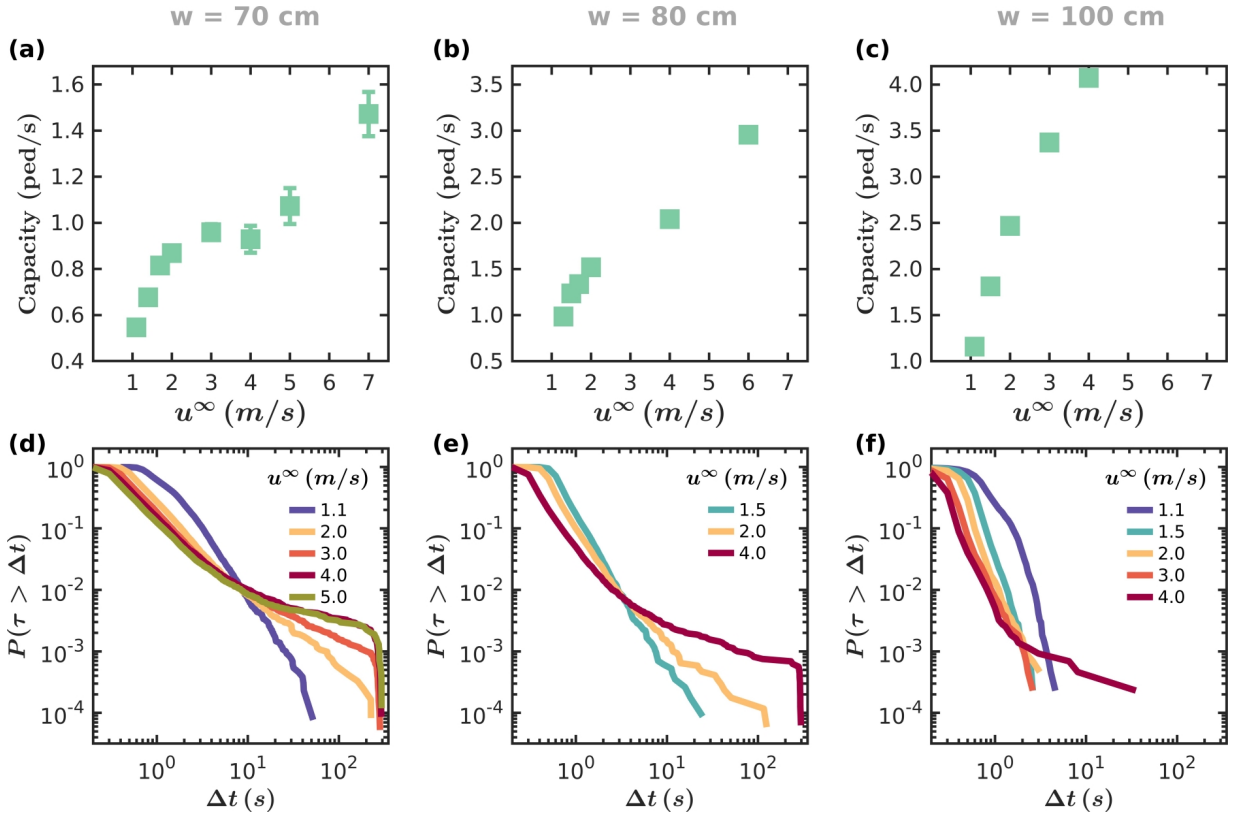 w = 70 cm
w = 80 cm
w = 100 cm
(a)
Capacity (ped/s)
1.6
1.4
1.2
1.0
0.8
0.6
0.4
1 2 3 4 5 6 7
u^∞ (m/s)
(b)
Capacity (ped/s)
3.5
3.0
2.5
2.0
1.5
1.0
0.5
1 2 3 4 5 6 7
u^∞ (m/s)
(c)
Capacity (ped/s)
4.0
3.5
3.0
2.5
2.0
1.5
1.0
1 2 3 4 5 6 7
u^∞ (m/s)
(d)
P(τ > Δt)
10^0
10^-1
10^-2
10^-3
10^-4
u^∞ (m/s)
1.1
2.0
3.0
4.0
5.0
10^0 10^1 10^2
Δt (s)
(e)
P(τ > Δt)
10^0
10^-1
10^-2
10^-3
10^-4
u^∞ (m/s)
1.5
2.0
4.0
10^0 10^1 10^2
Δt (s)
(f)
P(τ > Δt)
10^0
10^-1
10^-2
10^-3
10^-4
u^∞ (m/s)
1.1
1.5
2.0
3.0
4.0
10^0 10^1 10^2
Δt (s)